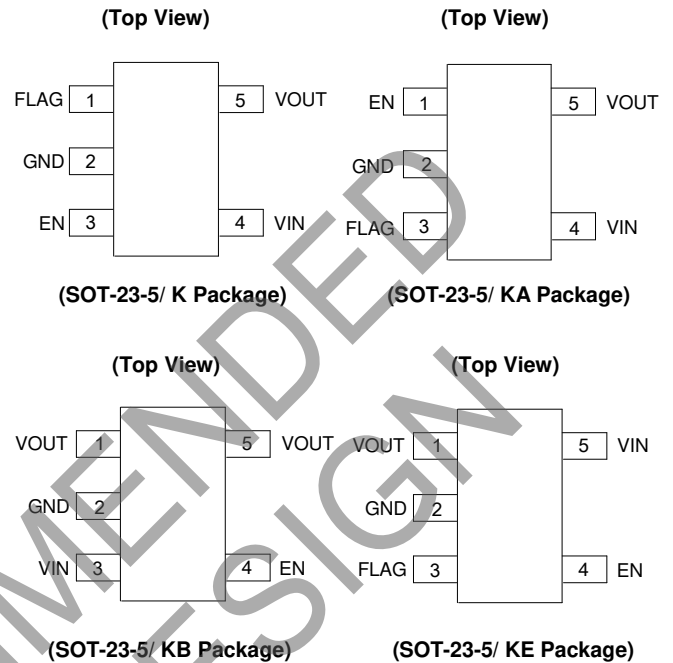 (Top View)
FLAG 1 5 VOUT
GND 2
EN 3 4 VIN
(SOT-23-5/ K Package)
(Top View)
EN 1 5 VOUT
GND 2
FLAG 3 4 VIN
(SOT-23-5/ KA Package)
(Top View)
VOUT 1 5 VOUT
GND 2
VIN 3 4 EN
(SOT-23-5/ KB Package)
(Top View)
VOUT 1 5 VIN
GND 2
FLAG 3 4 EN
(SOT-23-5/ KE Package)
MENDED
ESIGN